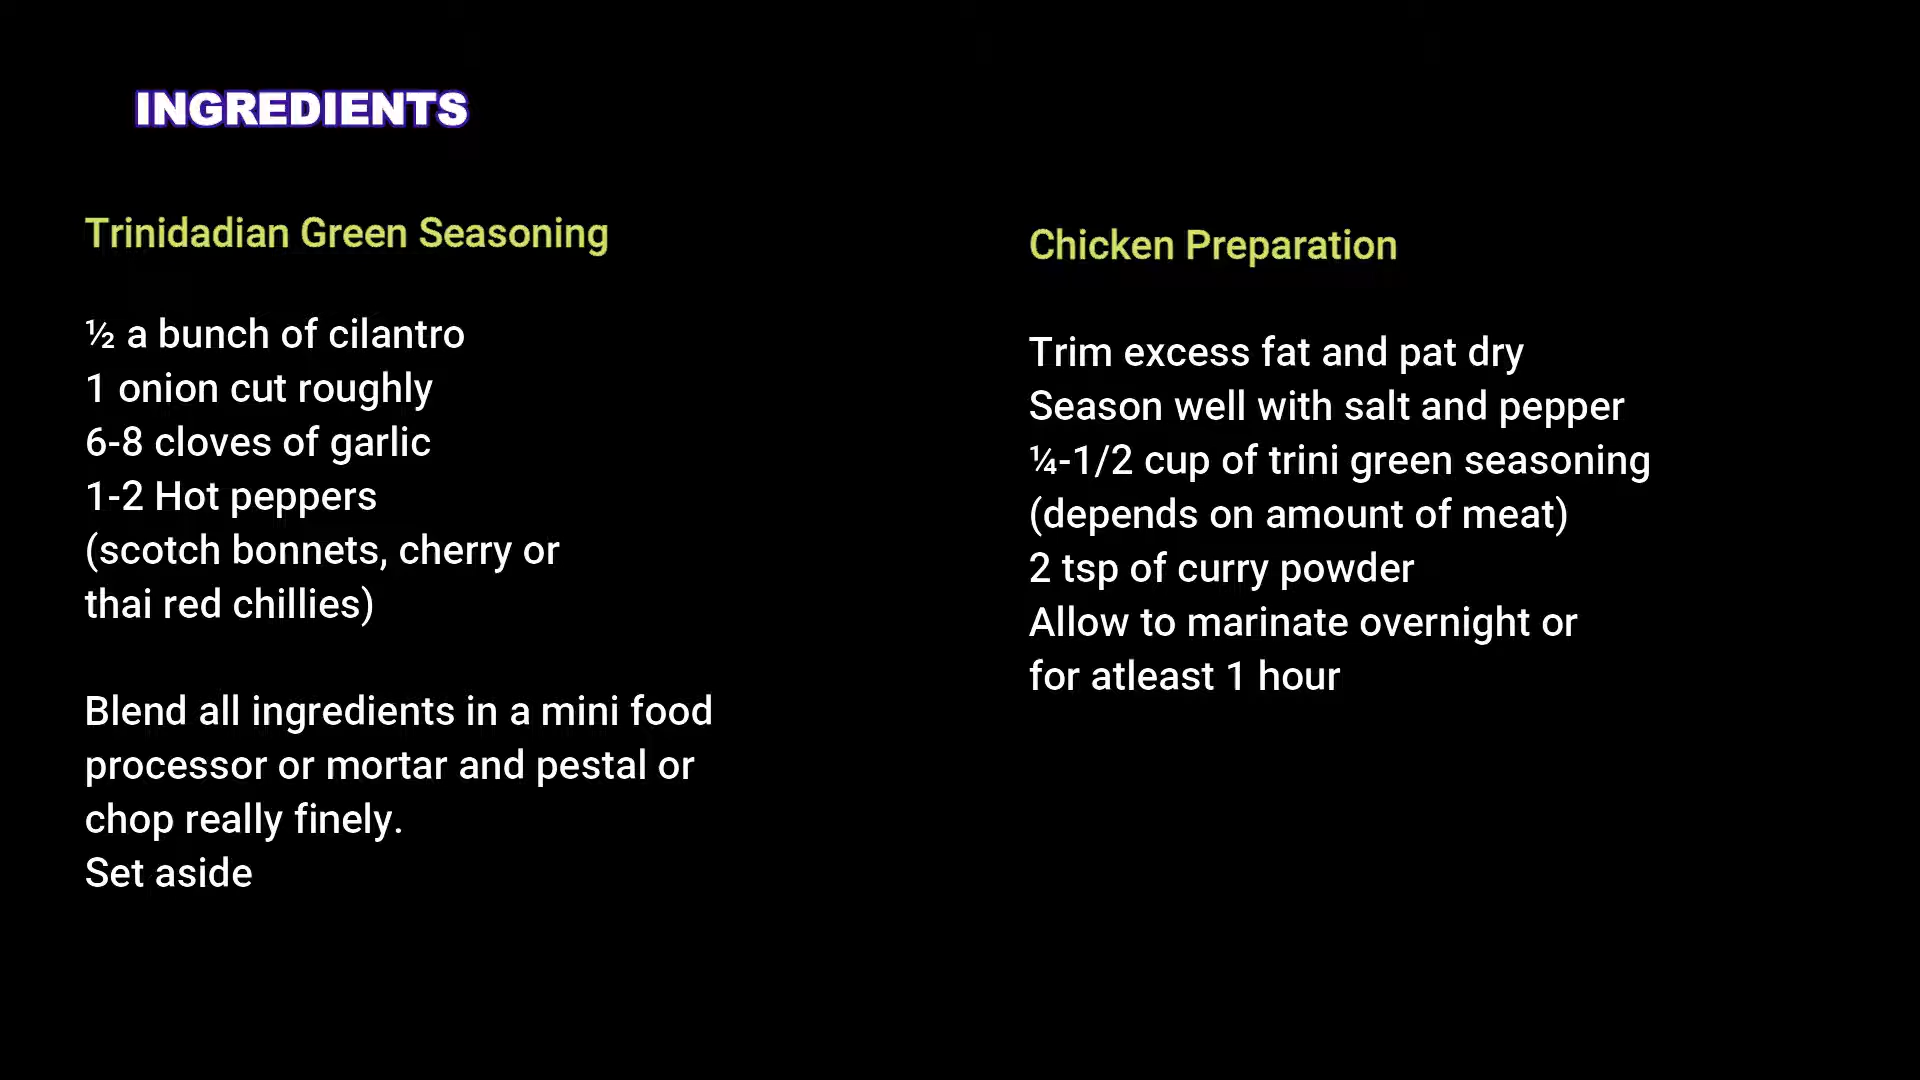 INGREDIENTS
Trinidadian Green Seasoning
½ a bunch of cilantro
1 onion cut roughly
6-8 cloves of garlic
1-2 Hot peppers
(scotch bonnets, cherry or
thai red chillies)
Blend all ingredients in a mini food
processor or mortar and pestal or
chop really finely.
Set aside
Chicken Preparation
Trim excess fat and pat dry
Season well with salt and pepper
¼-1/2 cup of trini green seasoning
(depends on amount of meat)
2 tsp of curry powder
Allow to marinate overnight or
for atleast 1 hour